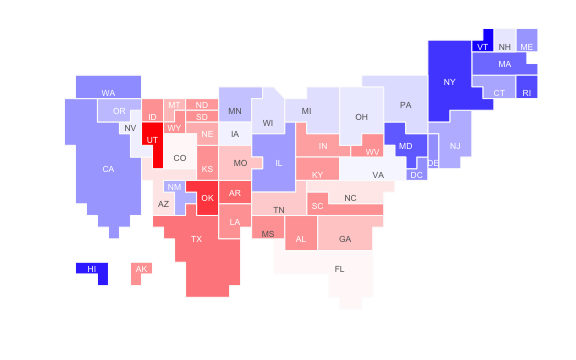 VT NH ME
NY MA
WA CT RI
OR ID MT ND MN WI MI OH PA
NV UT WY SD IA IN MD NJ
CO NE MO IL KY WV DE
CA KS VA DC
NM OK AR TN NC
AZ LA SC
TX MS AL GA
HI AK FL